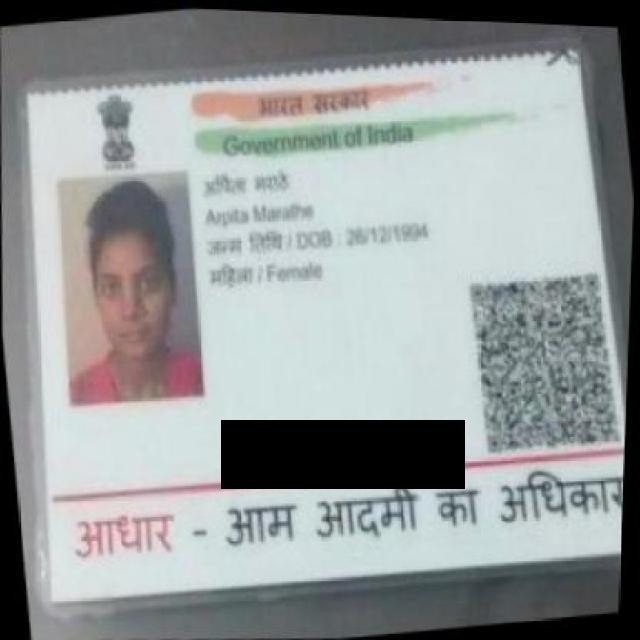 भारत सरकार
Government of India
अर्पिता मराठे
Arpita Marathe
जन्म तिथि / DOB : 26/12/1994
महिला / Female
आधार - आम आदमी का अधिकार